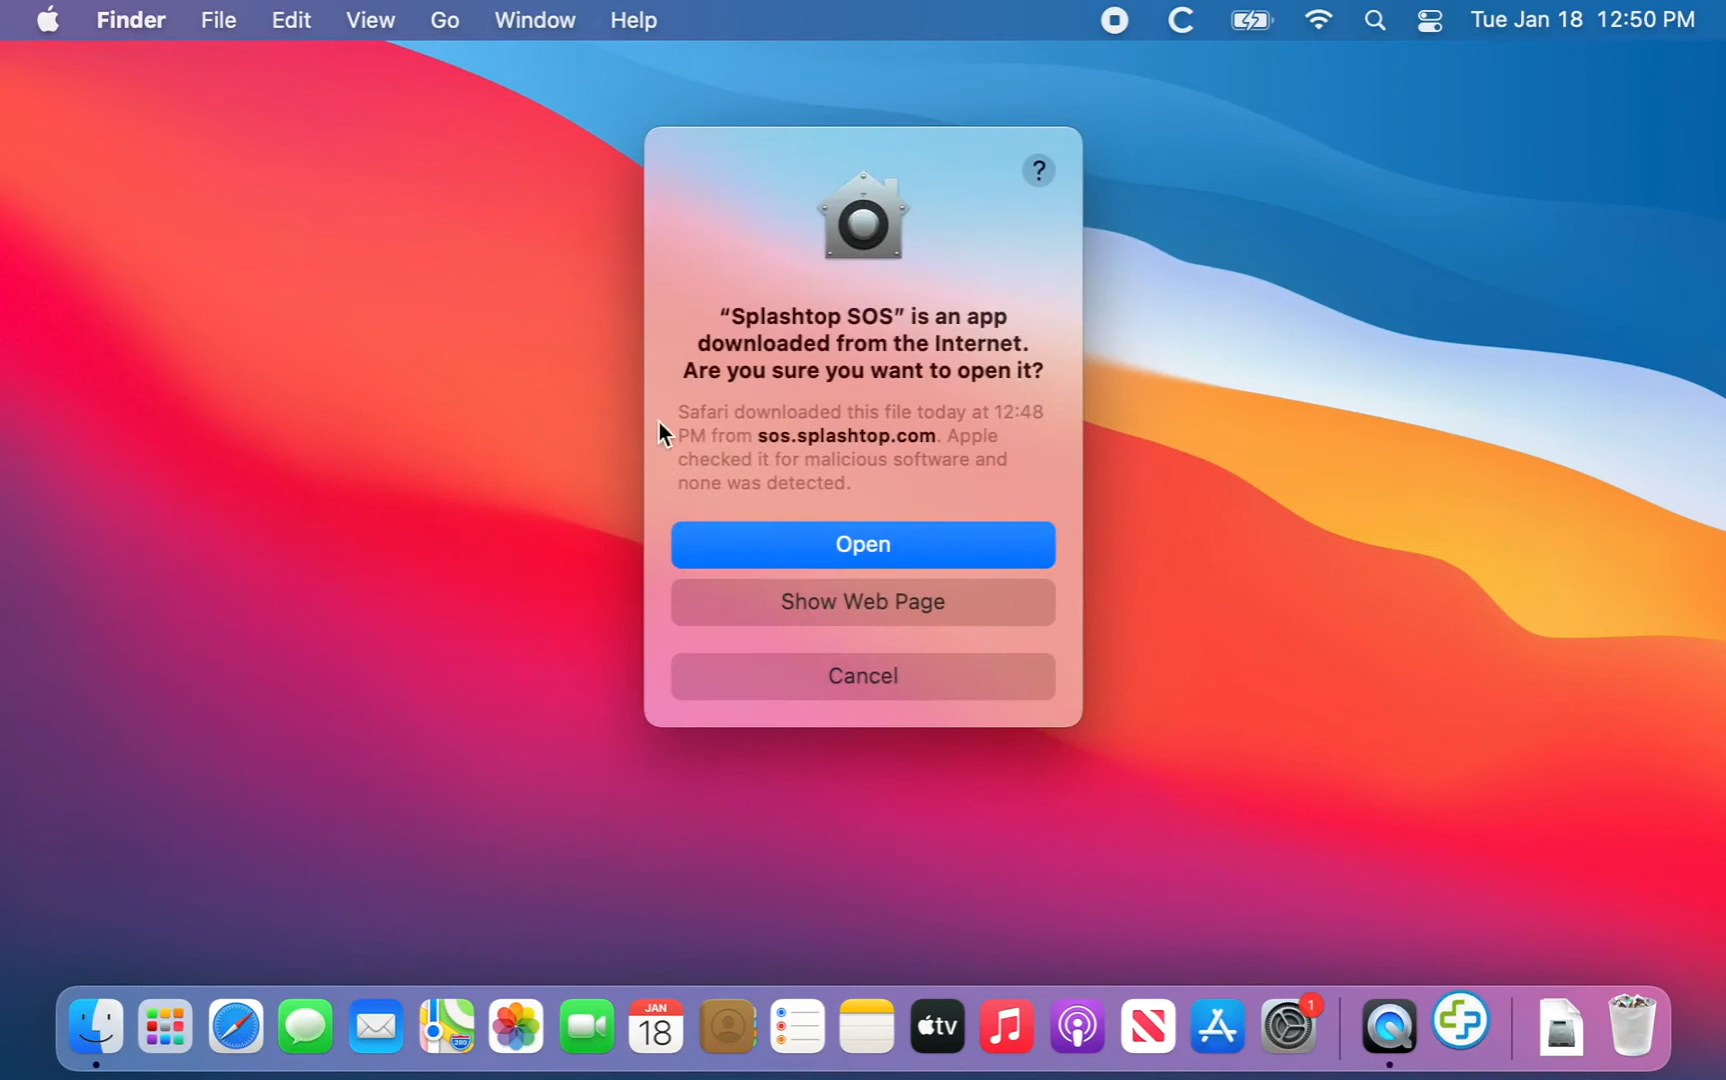 Finder File Edit View Go Window Help Tue Jan 18 12:50 PM
?
“Splashtop SOS” is an app
downloaded from the Internet.
Are you sure you want to open it?
Safari downloaded this file today at 12:48
PM from sos.splashtop.com. Apple
checked it for malicious software and
none was detected.
Open
Show Web Page
Cancel
280
JAN
18
tv
1